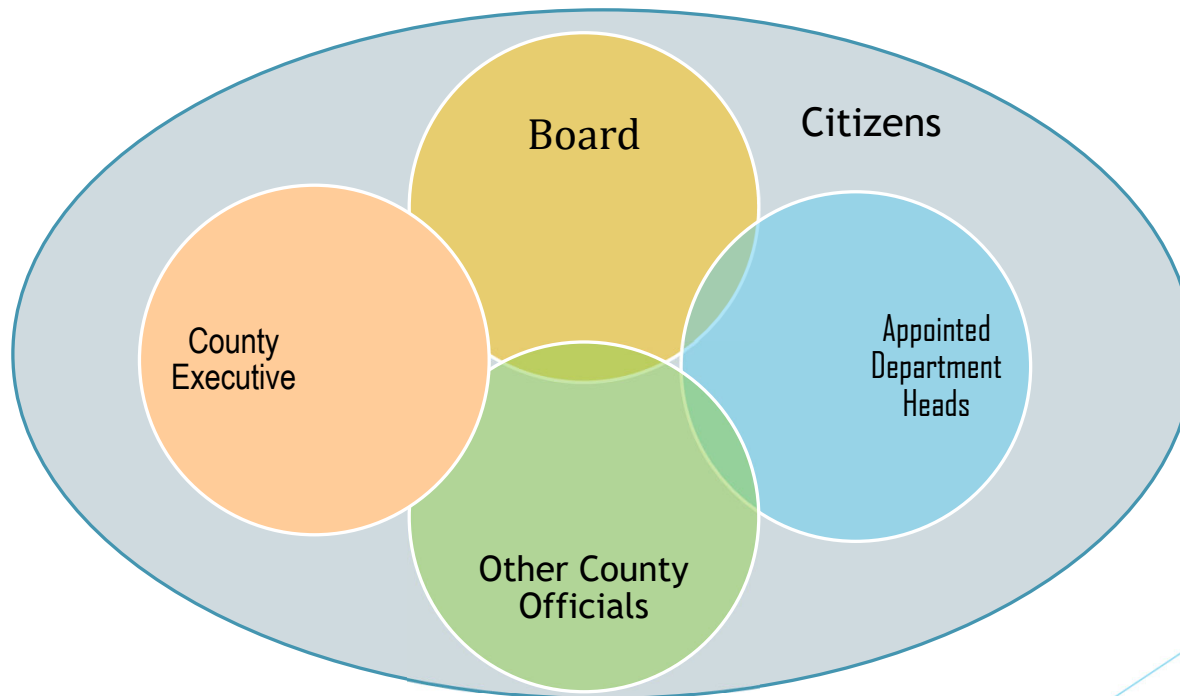 Board
Citizens
County
Executive
Appointed
Department
Heads
Other County
Officials